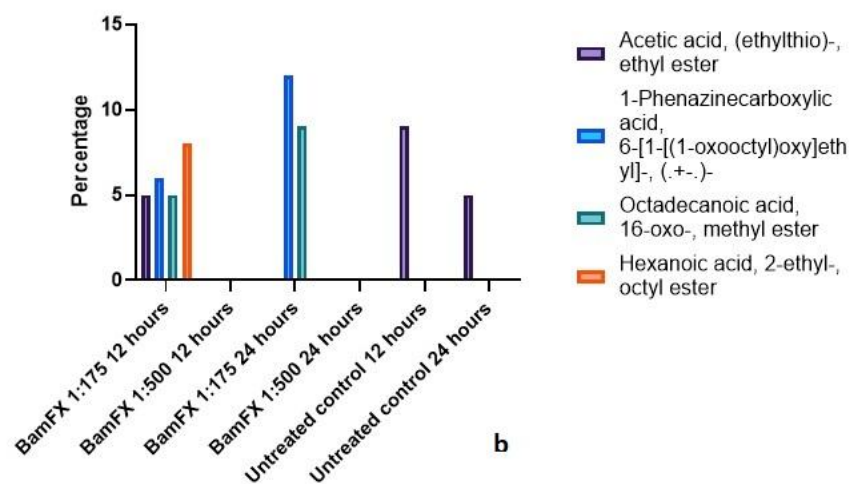 15
10
5
0
Percentage
BamFX 1:175 12 hours
BamFX 1:500 12 hours
BamFX 1:175 24 hours
BamFX 1:500 24 hours
Untreated control 12 hours
Untreated control 24 hours
b
Acetic acid, (ethylthio)-,
ethyl ester
1-Phenazinecarboxylic
acid,
6-[1-[(1-oxooctyl)oxy]eth
yl]-, (.+-.)-
Octadecanoic acid,
16-oxo-, methyl ester
Hexanoic acid, 2-ethyl-,
octyl ester